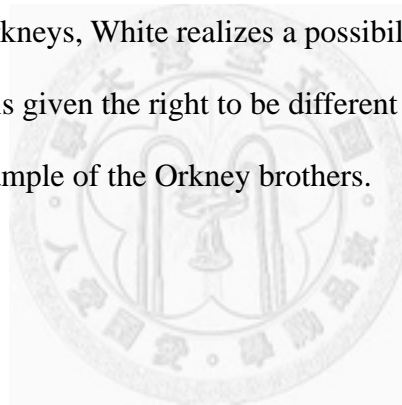 kneys, White realizes a possibil
s given the right to be different
mple of the Orkney brothers.